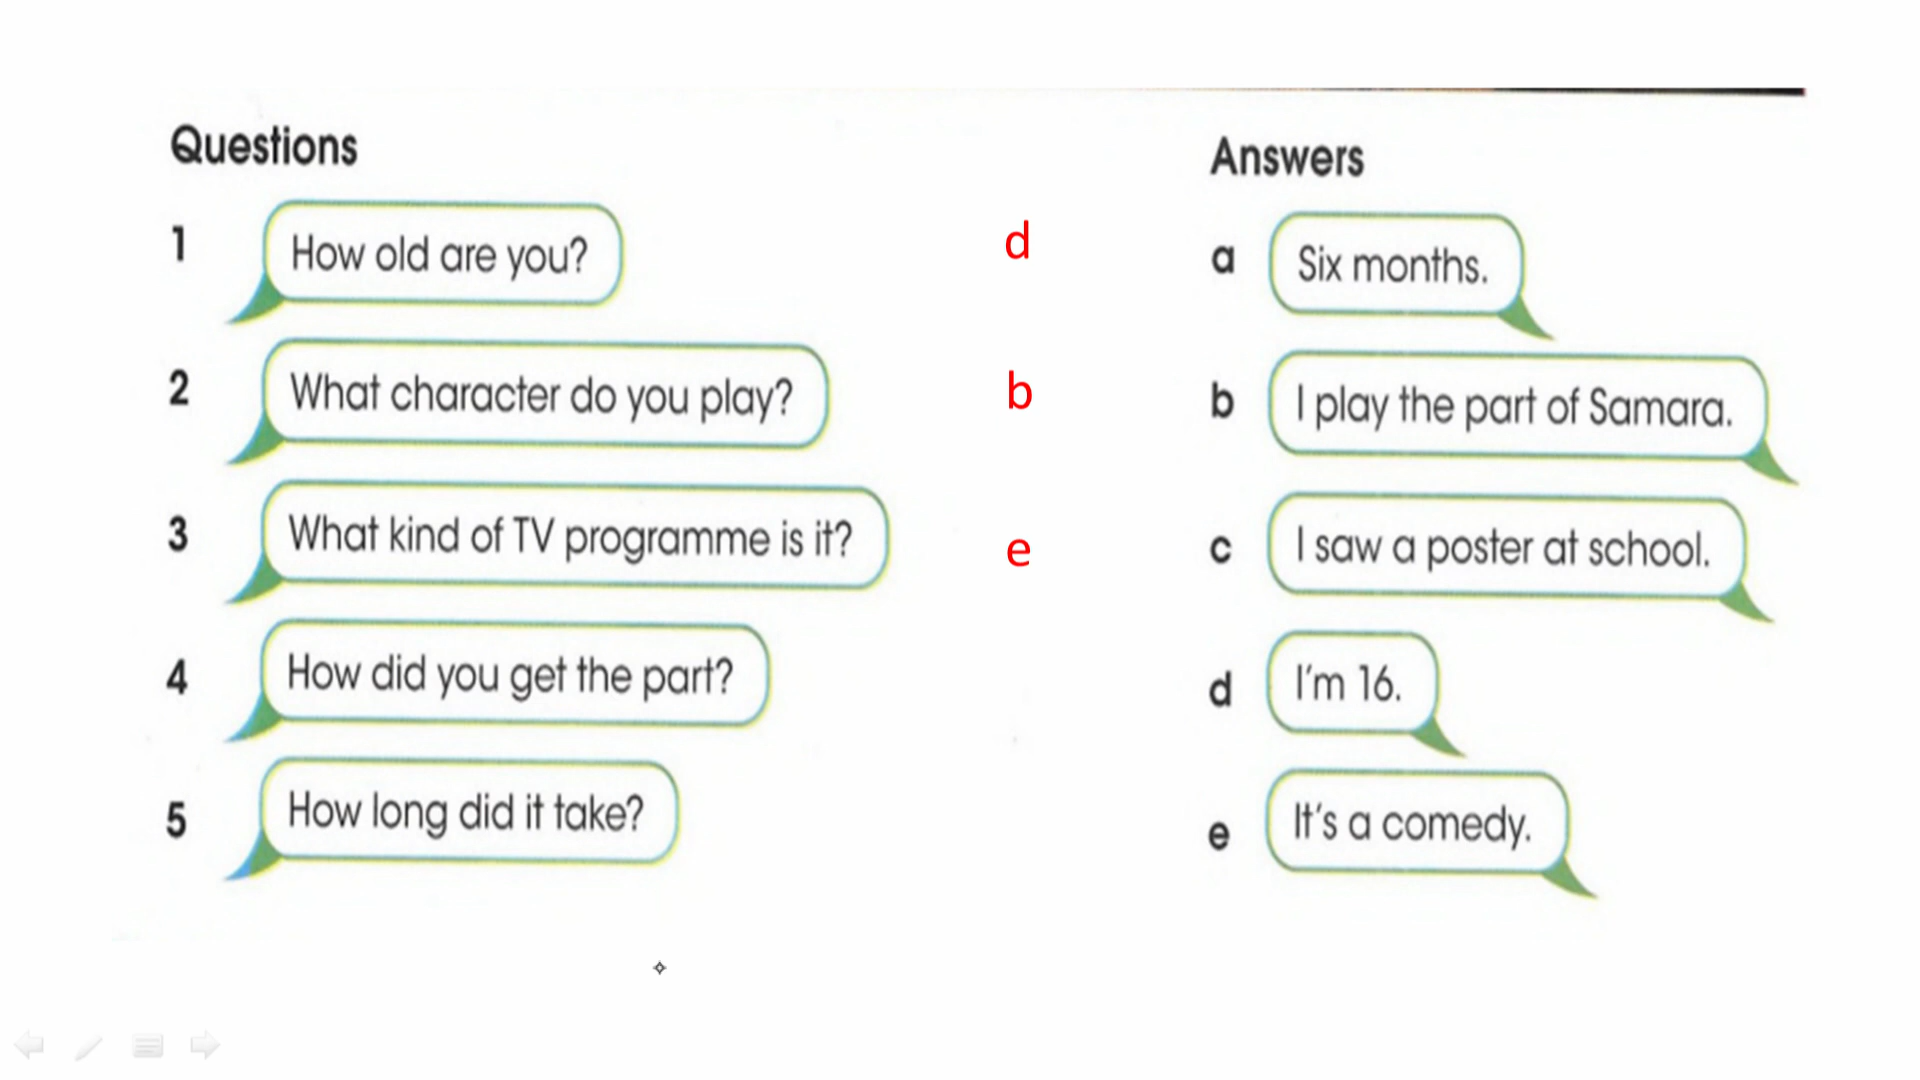 Questions
1 How old are you?
2 What character do you play?
3 What kind of TV programme is it?
4 How did you get the part?
5 How long did it take?
d
b
e
Answers
a Six months.
b I play the part of Samara.
c I saw a poster at school.
d I'm 16.
e It's a comedy.